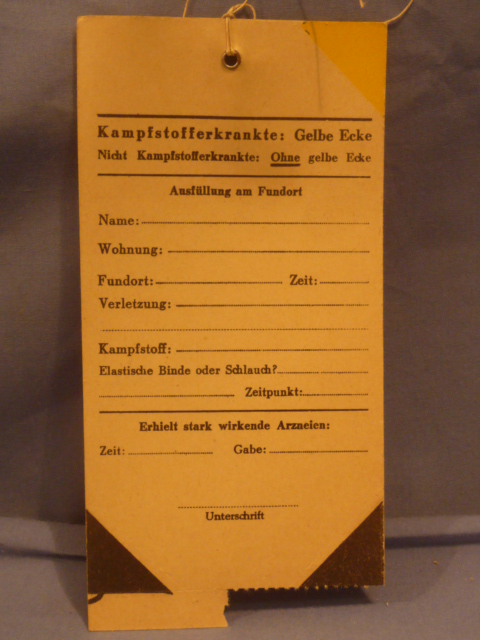 Kampfstofferkrankte: Gelbe Ecke
Nicht Kampfstofferkrankte: Ohne gelbe Ecke
Ausfüllung am Fundort
Name:
Wohnung:
Fundort: Zeit:
Verletzung:
Kampfstoff:
Elastische Binde oder Schlauch?
Zeitpunkt:
Erhielt stark wirkende Arzneien:
Zeit: Gabe:
Unterschrift